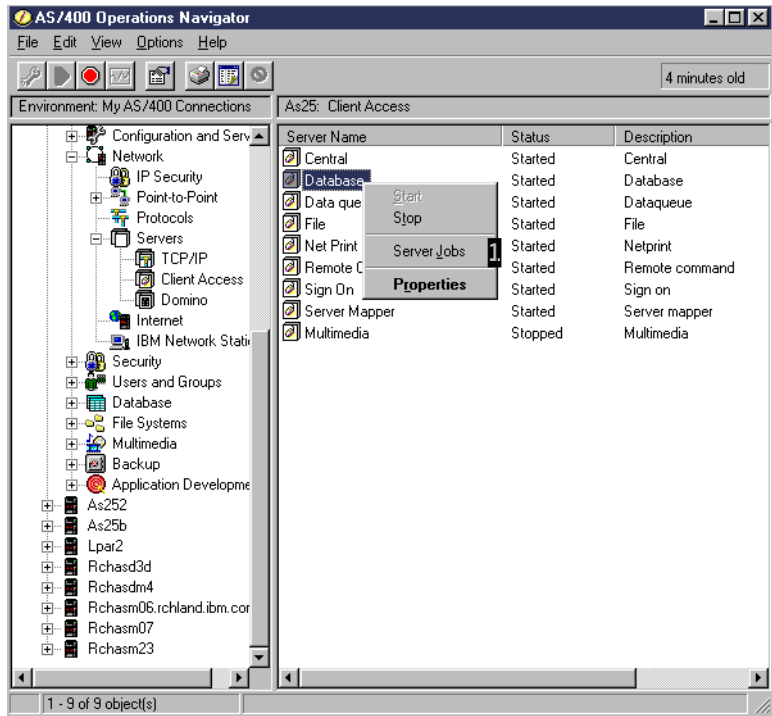 AS/400 Operations Navigator
File Edit View Options Help
4 minutes old
Environment: My AS/400 Connections
As25: Client Access
Configuration and Serv
Network
IP Security
Point-to-Point
Protocols
Servers
TCP/IP
Client Access
Domino
Internet
IBM Network Stati
Security
Users and Groups
Database
File Systems
Multimedia
Backup
Application Developme
As252
As25b
Lpar2
Rchasd3d
Rchasdm4
Rchasm06.rchland.ibm.cor
Rchasm07
Rchasm23
Server Name Status Description
Central Started Central
Database Started Database
Data que Started Dataqueue
File Started File
Net Print Started Netprint
Remote C Started Remote command
Sign On Started Sign on
Server Mapper Started Server mapper
Multimedia Stopped Multimedia
Start
Stop
Server Jobs 1
Properties
1 - 9 of 9 object(s)